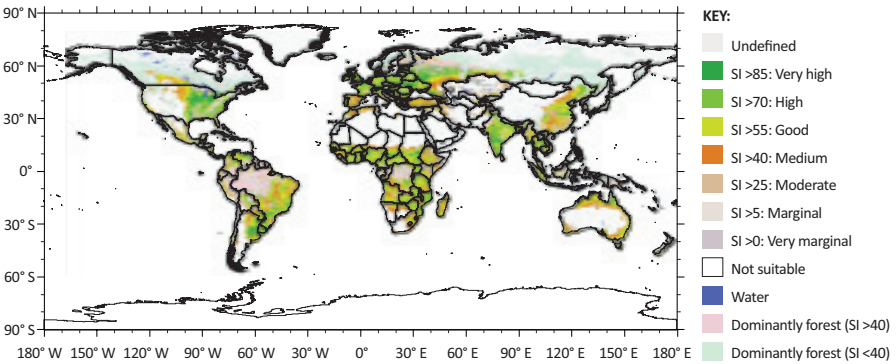 90° N
60° N
30° N
0°
30° S
60° S
90° S
180° W 150° W 120° W 90° W 60° W 30° W 0° 30° E 60° E 90° E 120° E 150° E 180° E
KEY:
Undefined
SI >85: Very high
SI >70: High
SI >55: Good
SI >40: Medium
SI >25: Moderate
SI >5: Marginal
SI >0: Very marginal
Not suitable
Water
Dominantly forest (SI >40)
Dominantly forest (SI <40)